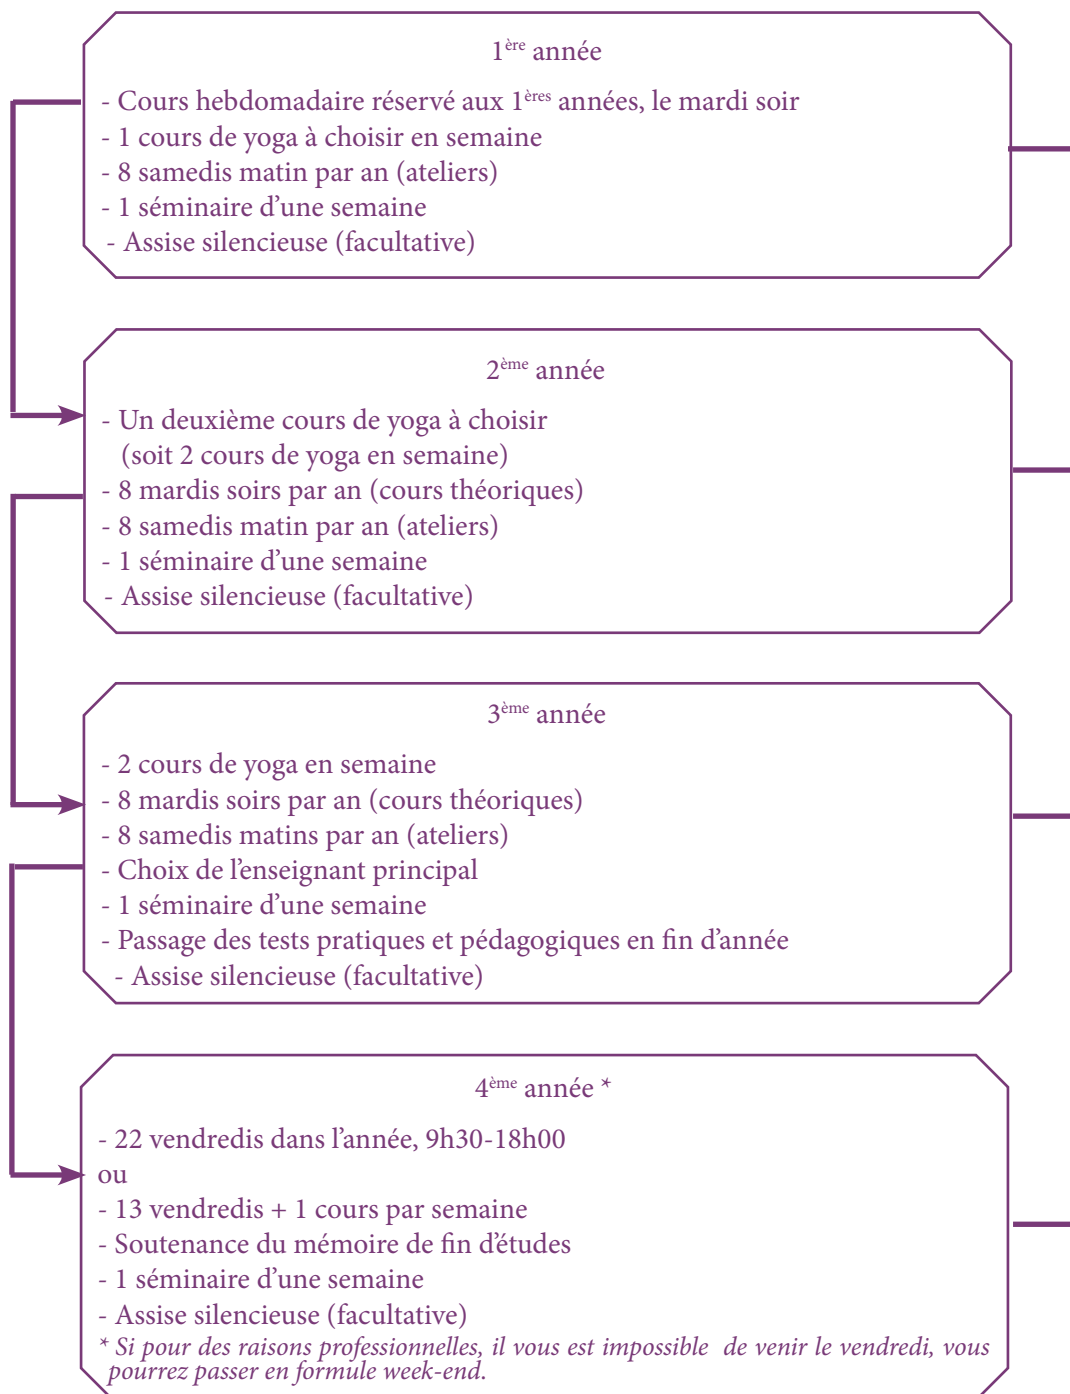 1ère année
- Cours hebdomadaire réservé aux 1ères années, le mardi soir
- 1 cours de yoga à choisir en semaine
- 8 samedis matin par an (ateliers)
- 1 séminaire d'une semaine
- Assise silencieuse (facultative)
2ème année
- Un deuxième cours de yoga à choisir
(soit 2 cours de yoga en semaine)
- 8 mardis soirs par an (cours théoriques)
- 8 samedis matin par an (ateliers)
- 1 séminaire d'une semaine
- Assise silencieuse (facultative)
3ème année
- 2 cours de yoga en semaine
- 8 mardis soirs par an (cours théoriques)
- 8 samedis matins par an (ateliers)
- Choix de l'enseignant principal
- 1 séminaire d'une semaine
- Passage des tests pratiques et pédagogiques en fin d'année
- Assise silencieuse (facultative)
4ème année *
- 22 vendredis dans l'année, 9h30-18h00
ou
- 13 vendredis + 1 cours par semaine
- Soutenance du mémoire de fin d'études
- 1 séminaire d'une semaine
- Assise silencieuse (facultative)
* Si pour des raisons professionnelles, il vous est impossible de venir le vendredi, vous
pourrez passer en formule week-end.